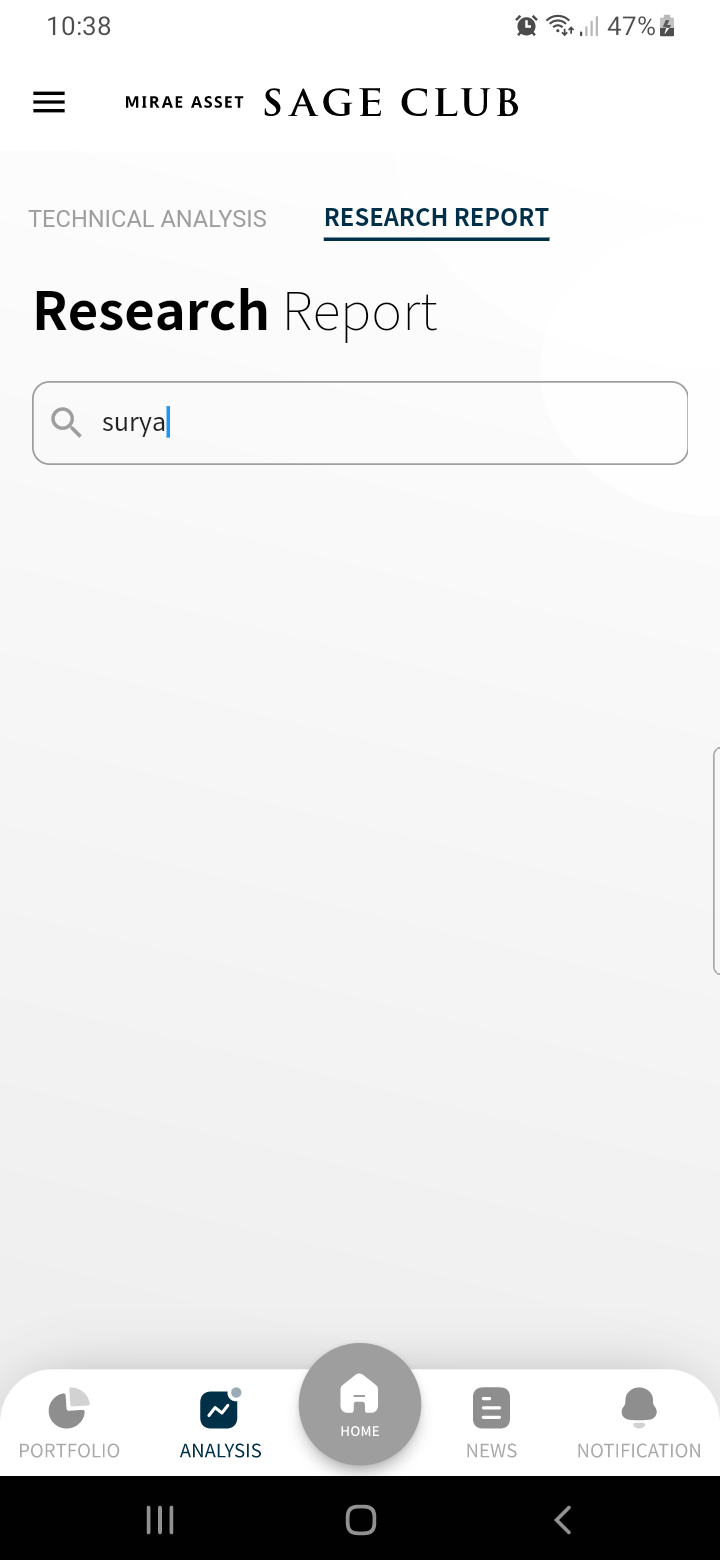 10:38 47%
MIRAE ASSET SAGE CLUB
TECHNICAL ANALYSIS RESEARCH REPORT
Research Report
surya
PORTFOLIO ANALYSIS HOME NEWS NOTIFICATION